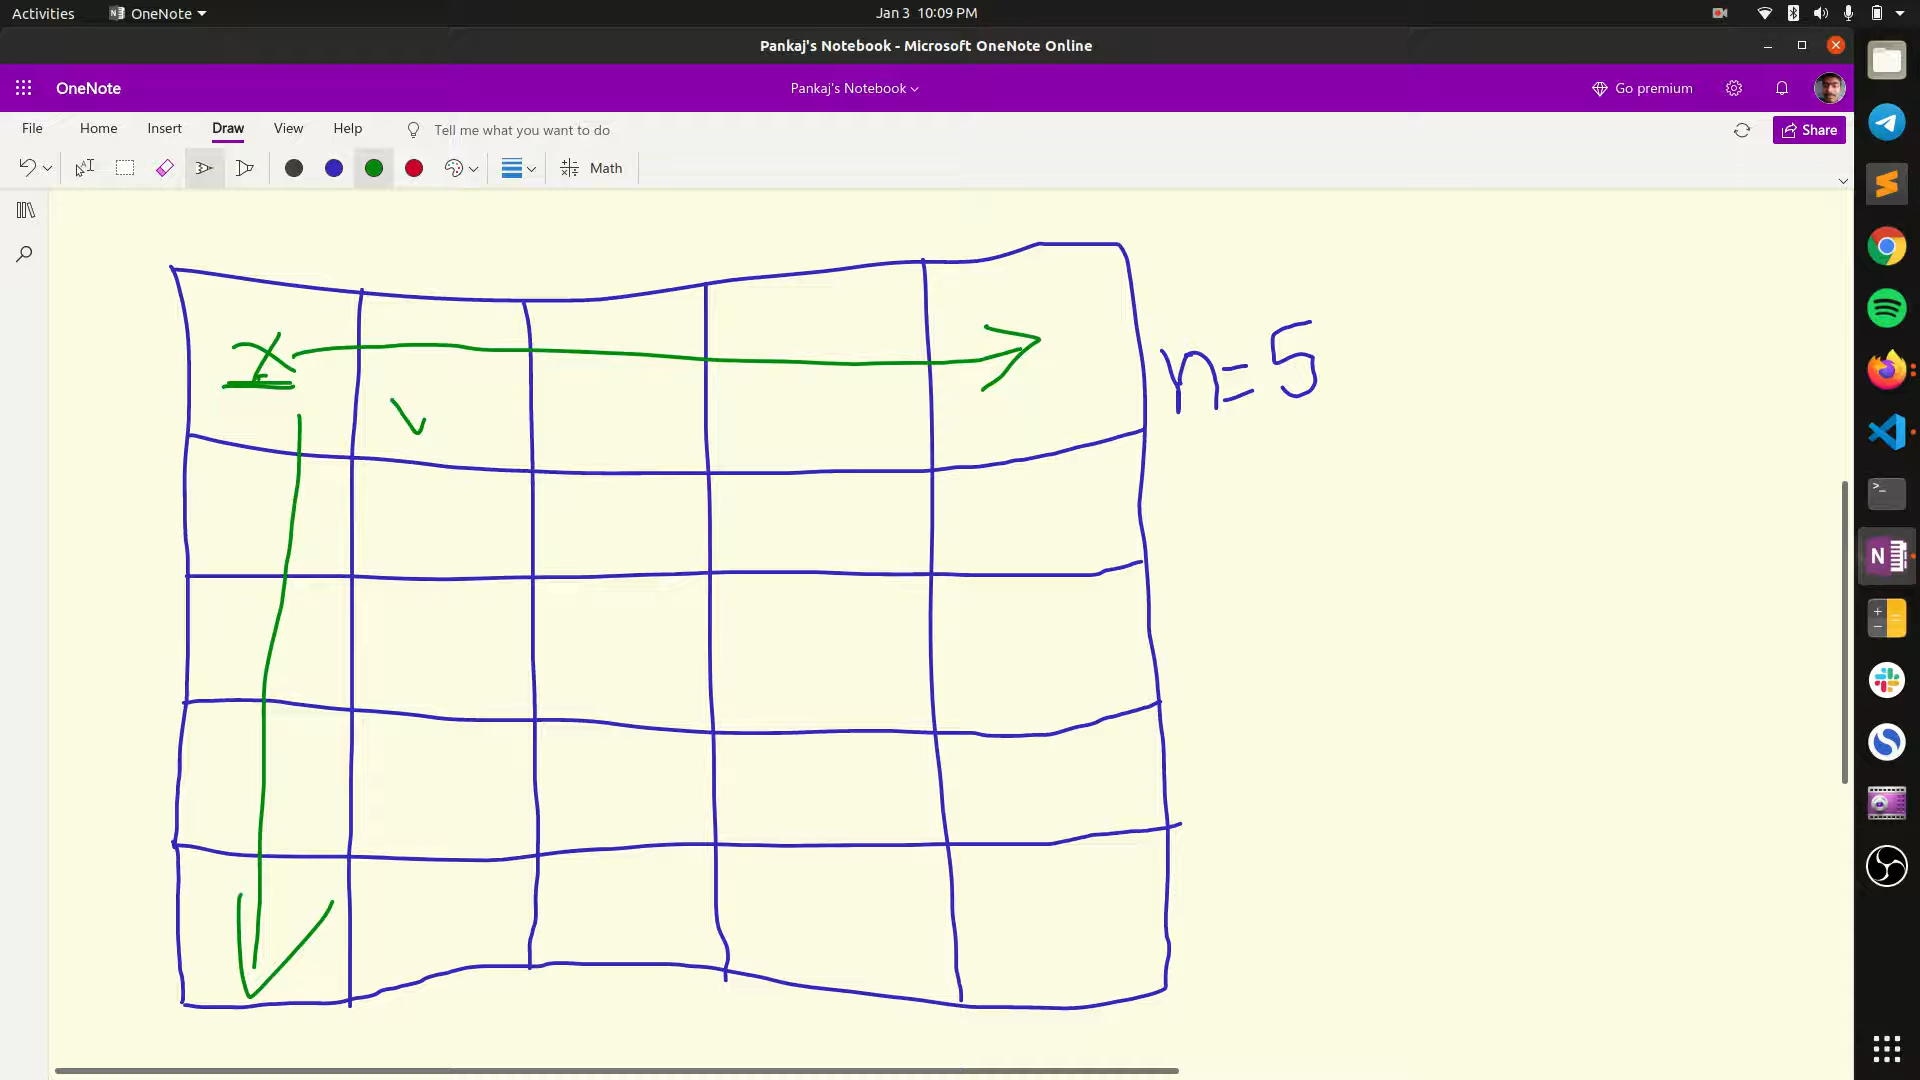 Activities OneNote Jan 3 10:09 PM
Pankaj's Notebook - Microsoft OneNote Online
OneNote Pankaj's Notebook Go premium
File Home Insert Draw View Help Tell me what you want to do Share
Math
x
n=5